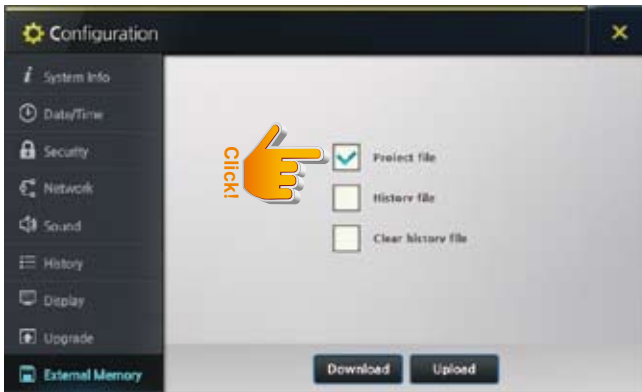 Configuration
System Info
Date/Time
Security
Network
Sound
History
Display
Upgrade
External Memory
Click!
Project file
History file
Clear history file
Download Upload